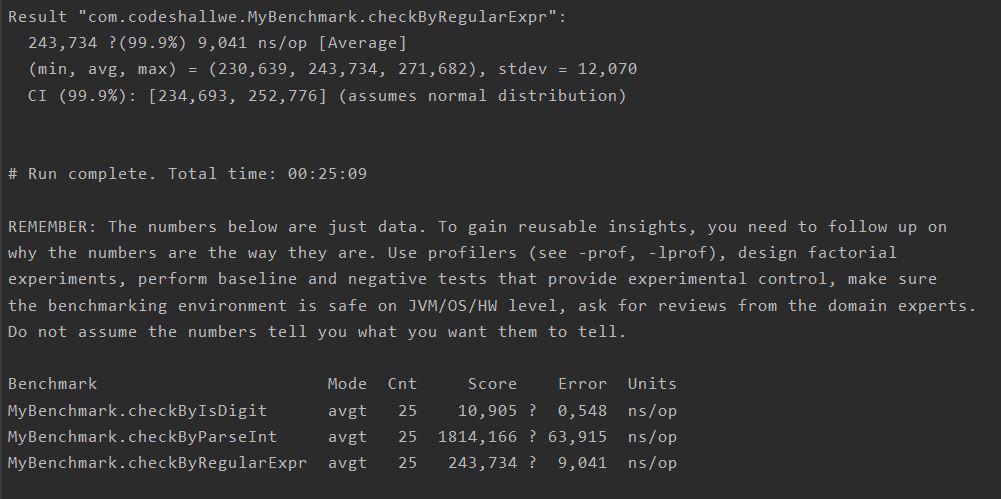 Result "com.codeshallwe.MyBenchmark.checkByRegularExpr":
243,734 ?(99.9%) 9,041 ns/op [Average]
(min, avg, max) = (230,639, 243,734, 271,682), stdev = 12,070
CI (99.9%): [234,693, 252,776] (assumes normal distribution)
# Run complete. Total time: 00:25:09
REMEMBER: The numbers below are just data. To gain reusable insights, you need to follow up on
why the numbers are the way they are. Use profilers (see -prof, -lprof), design factorial
experiments, perform baseline and negative tests that provide experimental control, make sure
the benchmarking environment is safe on JVM/OS/HW level, ask for reviews from the domain experts.
Do not assume the numbers tell you what you want them to tell.
Benchmark Mode Cnt Score Error Units
MyBenchmark.checkByIsDigit avgt 25 10,905 ? 0,548 ns/op
MyBenchmark.checkByParseInt avgt 25 1814,166 ? 63,915 ns/op
MyBenchmark.checkByRegularExpr avgt 25 243,734 ? 9,041 ns/op